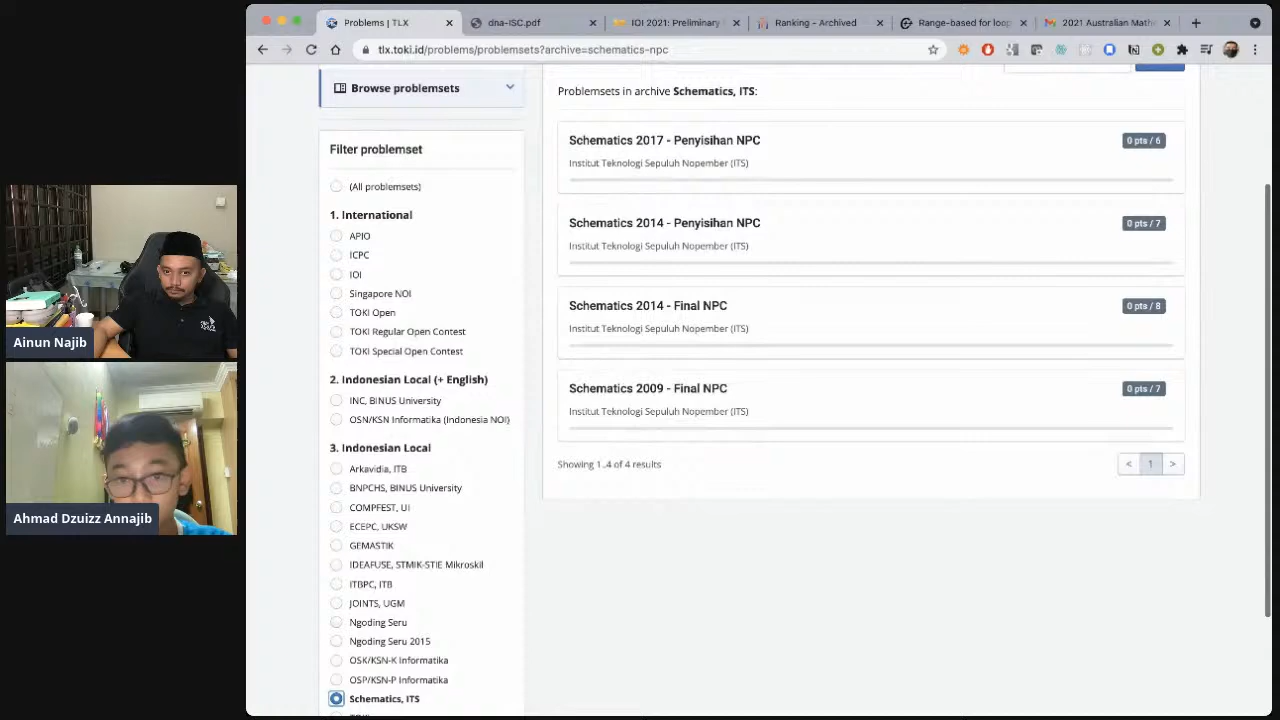 Problems | TLX
dna-ISC.pdf
IOI 2021: Preliminary
Ranking - Archived
Range-based for loop
2021 Australian Math
tlx.toki.id/problems/problemsets?archive=schematics-npc
Browse problemsets
Filter problemset
(All problemsets)
1. International
APIO
ICPC
IOI
Singapore NOI
TOKI Open
TOKI Regular Open Contest
TOKI Special Open Contest
2. Indonesian Local (+ English)
INC, BINUS University
OSN/KSN Informatika (Indonesia NOI)
3. Indonesian Local
Arkavidia, ITB
BNPCHS, BINUS University
COMPFEST, UI
ECEPC, UKSW
GEMASTIK
IDEAFUSE, STMIK-STIE Mikroskil
ITBPC, ITB
JOINTS, UGM
Ngoding Seru
Ngoding Seru 2015
OSK/KSN-K Informatika
OSP/KSN-P Informatika
Schematics, ITS
Problemsets in archive Schematics, ITS:
Schematics 2017 - Penyisihan NPC
0 pts / 6
Institut Teknologi Sepuluh Nopember (ITS)
Schematics 2014 - Penyisihan NPC
0 pts / 7
Institut Teknologi Sepuluh Nopember (ITS)
Schematics 2014 - Final NPC
0 pts / 8
Institut Teknologi Sepuluh Nopember (ITS)
Schematics 2009 - Final NPC
0 pts / 7
Institut Teknologi Sepuluh Nopember (ITS)
Showing 1..4 of 4 results
< 1 >
Ainun Najib
Ahmad Dzuizz Annajib